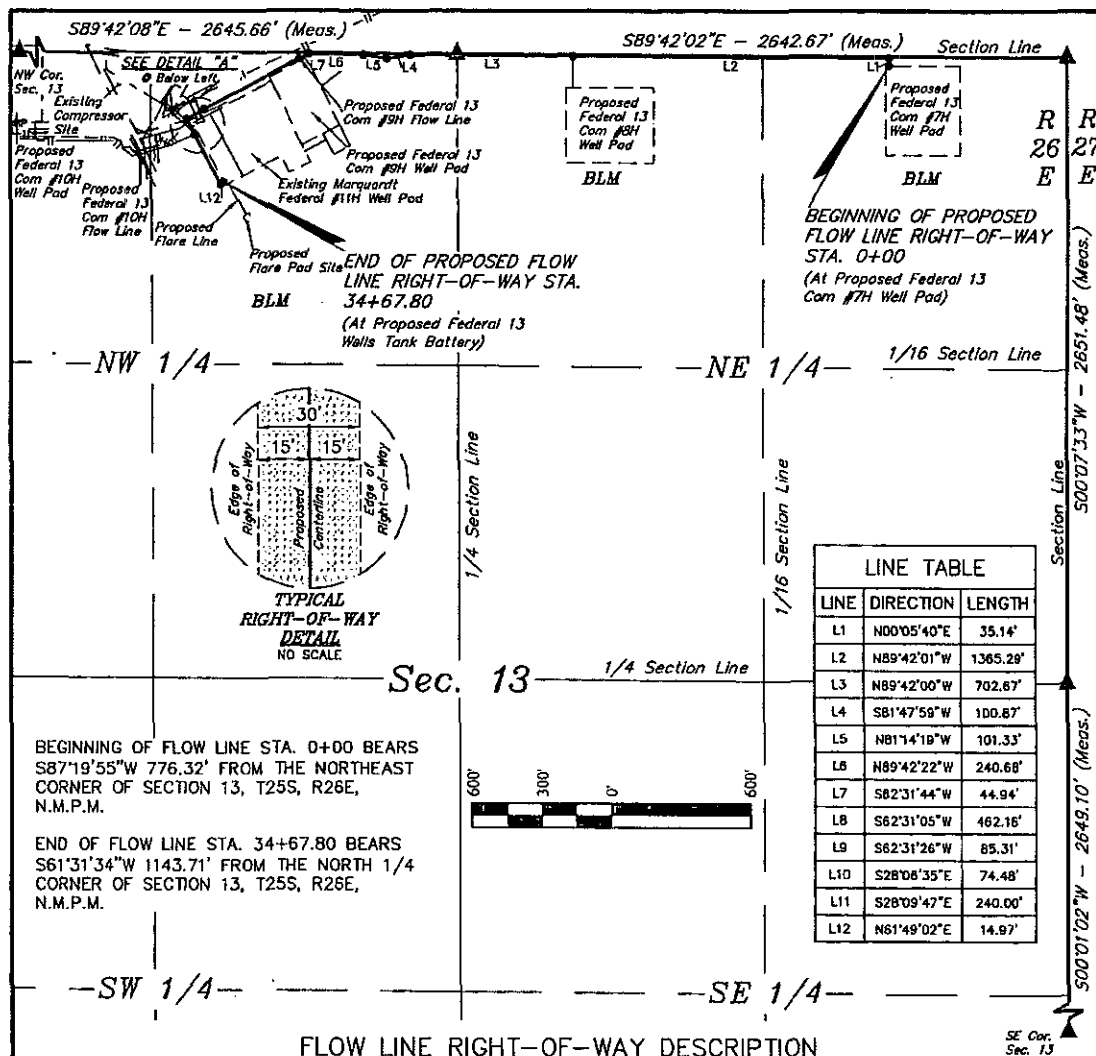 S89°42'08"E - 2645.66' (Meas.)
S89°42'02"E - 2642.67' (Meas.)
Section Line
NW Cor.
Sec. 13
SEE DETAIL "A"
Below Left
L7
L6
L5
L4
L3
L2
L1
Existing
Compressor
Site
Proposed
Federal 13
Com #10H
Well Pad
Proposed
Federal 13
Com #10H
Flow Line
Proposed
Flare Line
L12
Proposed
Flare Pad Site
Existing Marquardt
Federal #11H Well Pad
Proposed Federal 13
Com #9H Flow Line
Proposed Federal 13
Com #9H Well Pad
Proposed
Federal 13
Com #8H
Well Pad
BLM
Proposed
Federal 13
Com #7H
Well Pad
BLM
R R
26 27
E E
BEGINNING OF PROPOSED
FLOW LINE RIGHT-OF-WAY
STA. 0+00
(At Proposed Federal 13
Com #7H Well Pad)
END OF PROPOSED FLOW
LINE RIGHT-OF-WAY STA.
34+67.80
(At Proposed Federal 13
Wells Tank Battery)
BLM
NW 1/4
NE 1/4
1/16 Section Line
S00°07'33"W - 2651.48' (Meas.)
30'
15' 15'
Edge of
Right-of-Way
Proposed
Centerline
Edge of
Right-of-Way
TYPICAL
RIGHT-OF-WAY
DETAIL
NO SCALE
1/4 Section Line
1/16 Section Line
Section Line
LINE TABLE
LINE DIRECTION LENGTH
L1 N00°05'40"E 35.14'
L2 N89°42'01"W 1365.29'
L3 N89°42'00"W 702.67'
L4 S81°47'59"W 100.87'
L5 N81°14'19"W 101.33'
L6 N89°42'22"W 240.68'
L7 S62°31'44"W 44.94'
L8 S62°31'05"W 462.16'
L9 S62°31'26"W 85.31'
L10 S28°08'35"E 74.48'
L11 S28°09'47"E 240.00'
L12 N61°49'02"E 14.97'
Sec. 13
1/4 Section Line
BEGINNING OF FLOW LINE STA. 0+00 BEARS
S87°19'55"W 776.32' FROM THE NORTHEAST
CORNER OF SECTION 13, T25S, R26E,
N.M.P.M.
END OF FLOW LINE STA. 34+67.80 BEARS
S61°31'34"W 1143.71' FROM THE NORTH 1/4
CORNER OF SECTION 13, T25S, R26E,
N.M.P.M.
600' 300' 0' 600'
S00°01'02"W - 2649.10' (Meas.)
SW 1/4
SE 1/4
SE Cor.
Sec. 13
FLOW LINE RIGHT-OF-WAY DESCRIPTION